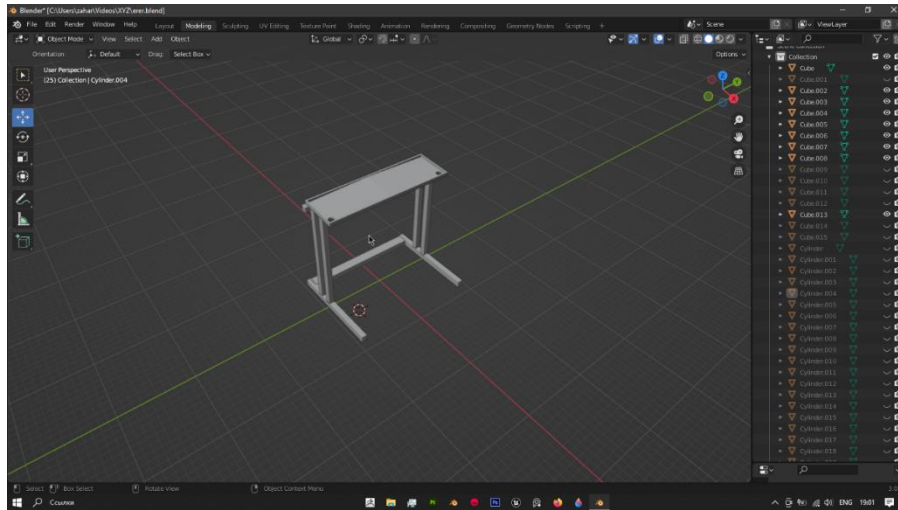 Blender* [C:\Users\zahar\Videos\XYZ\erer.blend]
File Edit Render Window Help Layout Modeling Sculpting UV Editing Texture Paint Shading Animation Rendering Compositing Geometry Nodes Scripting + Scene ViewLayer
Object Mode View Select Add Object Global Options
Orientation: Default Drag: Select Box
User Perspective
(25) Collection | Cylinder.004
Collection
Cube
Cube.001
Cube.002
Cube.003
Cube.004
Cube.005
Cube.006
Cube.007
Cube.008
Cube.009
Cube.010
Cube.011
Cube.012
Cube.013
Cube.014
Cube.015
Cylinder
Cylinder.001
Cylinder.002
Cylinder.003
Cylinder.004
Cylinder.005
Cylinder.006
Cylinder.007
Cylinder.008
Cylinder.009
Cylinder.010
Cylinder.011
Cylinder.012
Cylinder.013
Cylinder.014
Cylinder.015
Cylinder.016
Cylinder.017
Cylinder.018
Select Box Select Rotate View Object Context Menu
Ссылки ENG 19:01